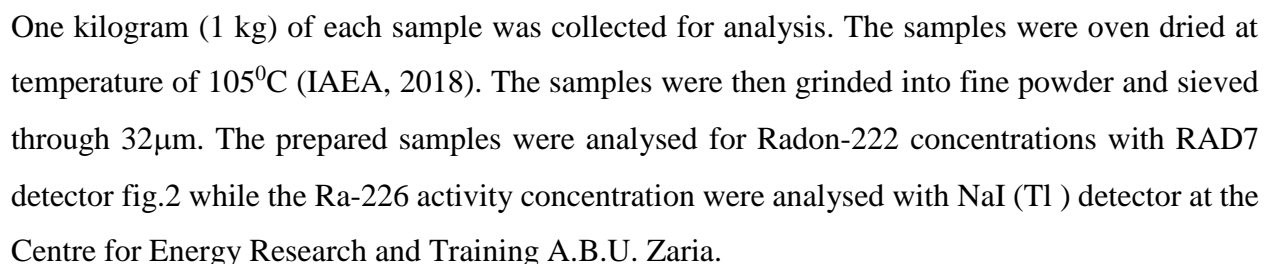 One kilogram (1 kg) of each sample was collected for analysis. The samples were oven dried at
temperature of 105⁰C (IAEA, 2018). The samples were then grinded into fine powder and sieved
through 32μm. The prepared samples were analysed for Radon-222 concentrations with RAD7
detector fig.2 while the Ra-226 activity concentration were analysed with NaI (Tl ) detector at the
Centre for Energy Research and Training A.B.U. Zaria.